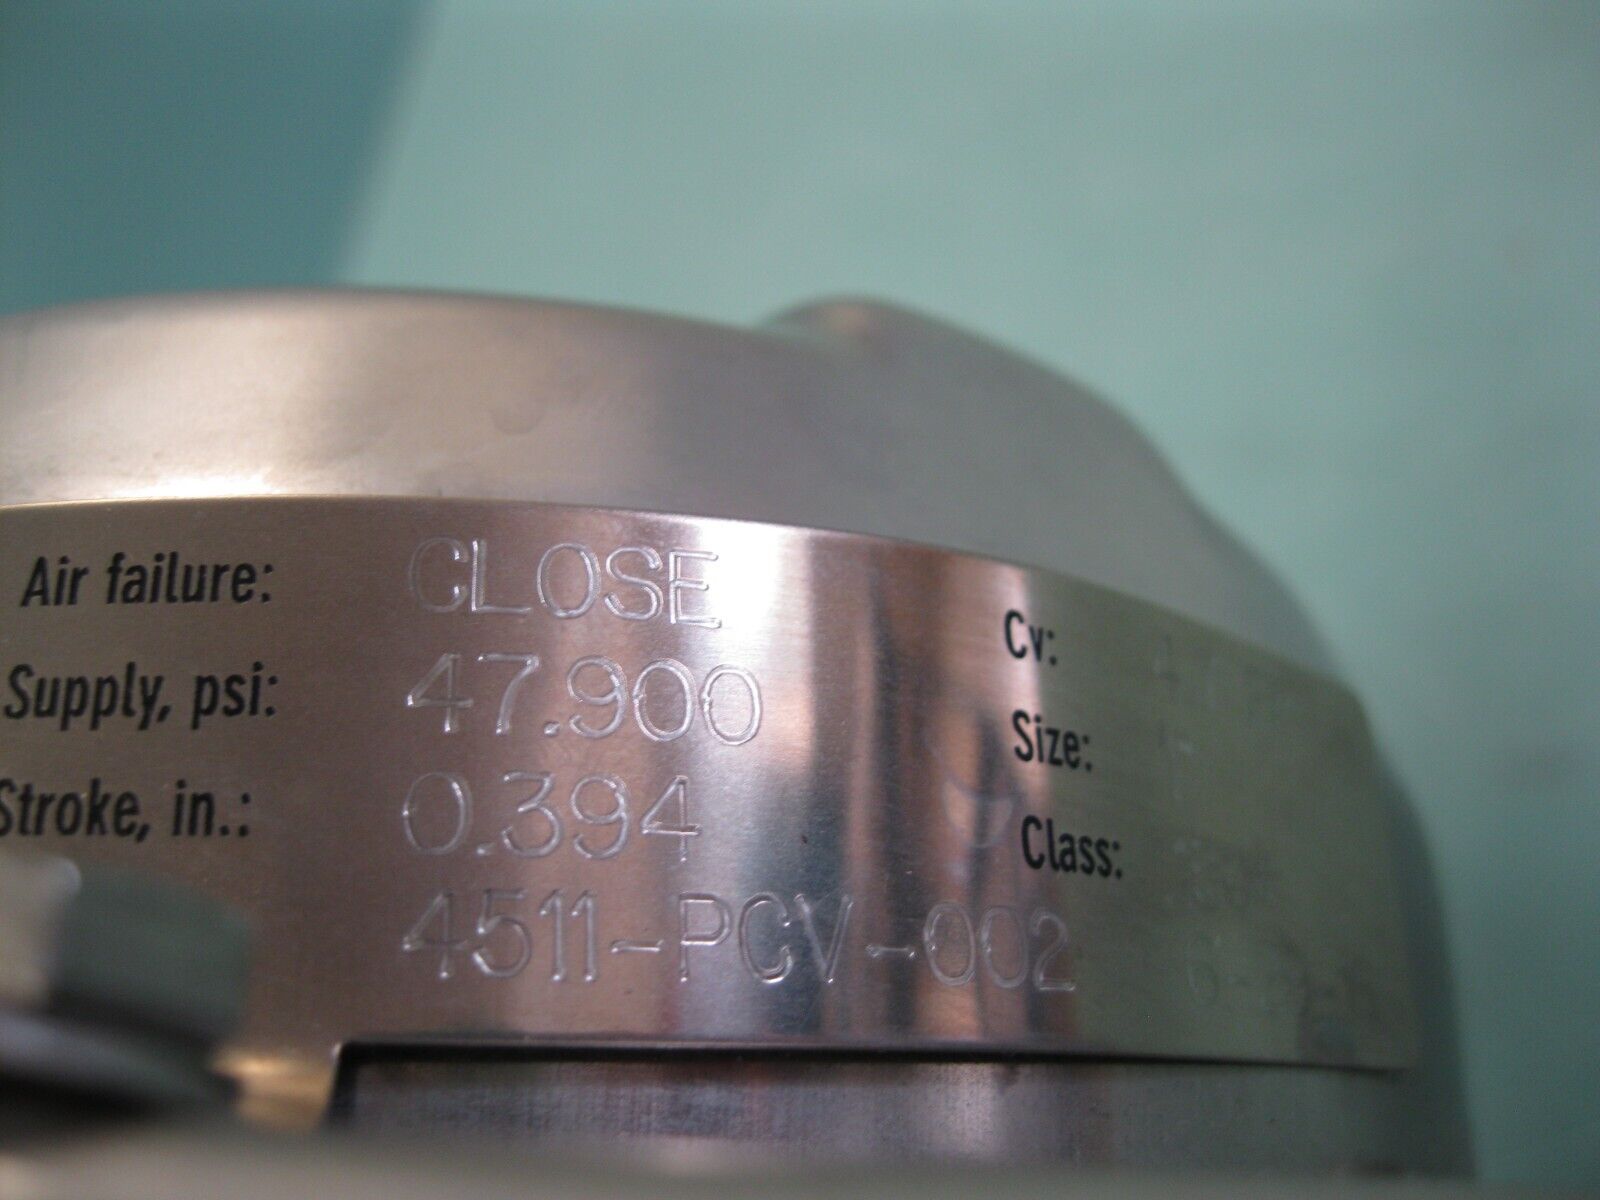 Air failure: CLOSE
Supply, psi: 47.900
Stroke, in.: 0.394
4511-PCV-002
Cv:
Size:
Class: